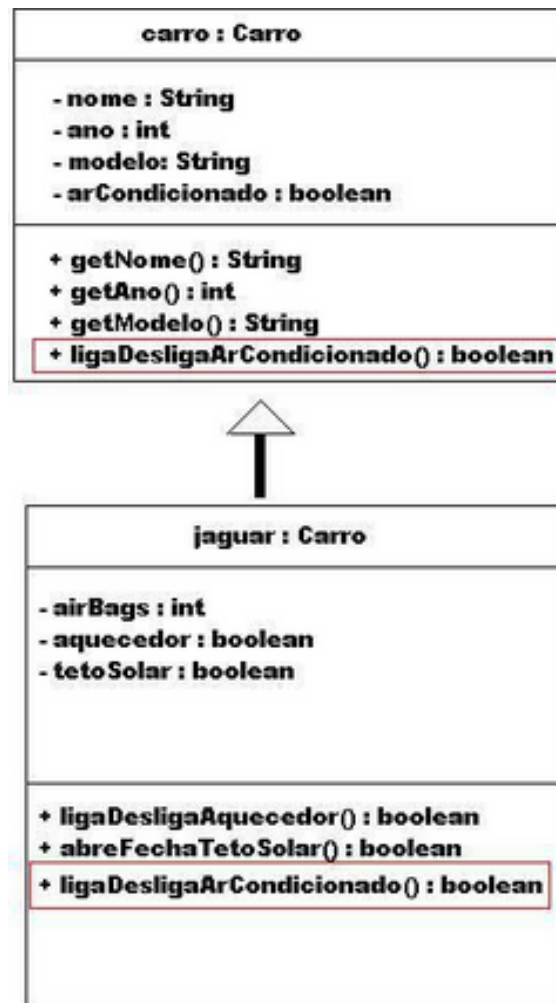 carro : Carro
- nome : String
- ano : int
- modelo: String
- arCondicionado : boolean
+ getNome() : String
+ getAno() : int
+ getModelo() : String
+ ligaDesligaArCondicionado() : boolean
jaguar : Carro
- airBags : int
- aquecedor : boolean
- tetoSolar : boolean
+ ligaDesligaAquecedor() : boolean
+ abreFechaTetoSolar() : boolean
+ ligaDesligaArCondicionado() : boolean